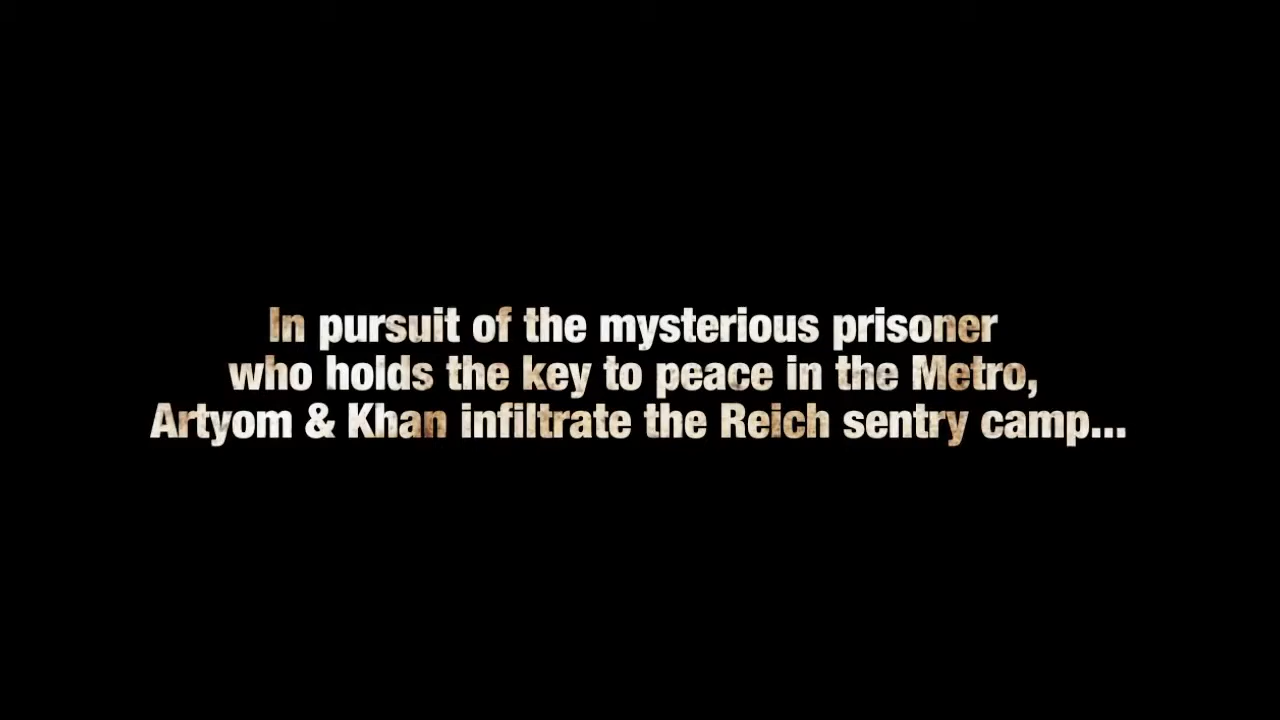 In pursuit of the mysterious prisoner
who holds the key to peace in the Metro,
Artyom & Khan infiltrate the Reich sentry camp...